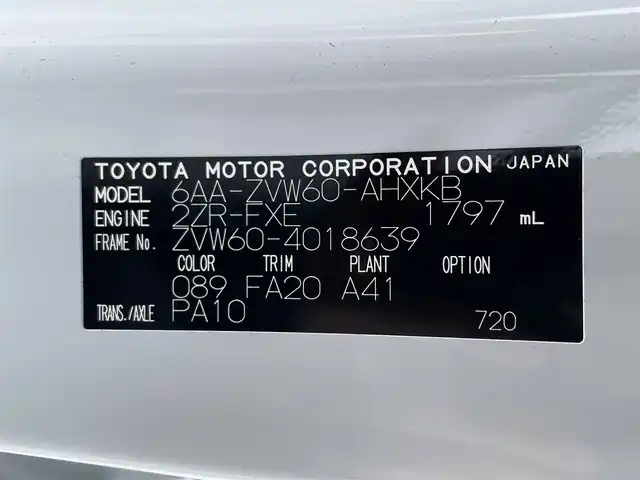 TOYOTA MOTOR CORPORATION JAPAN
MODEL 6AA-ZVW60-AHXKB
ENGINE 2ZR-FXE 1797 mL
FRAME No. ZVW60-4018639
COLOR TRIM PLANT OPTION
089 FA20 A41
TRANS./AXLE PA10
720